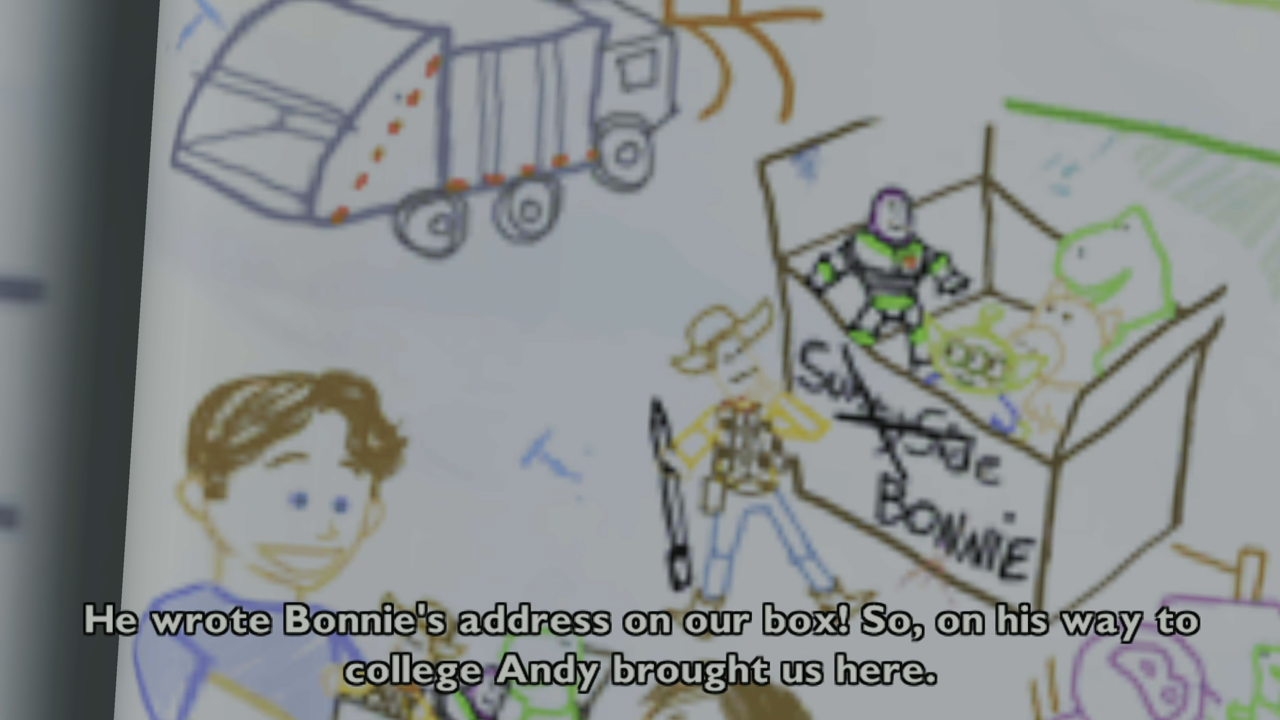 SunnySide
BONNIE
He wrote Bonnie's address on our box! So, on his way to
college Andy brought us here.